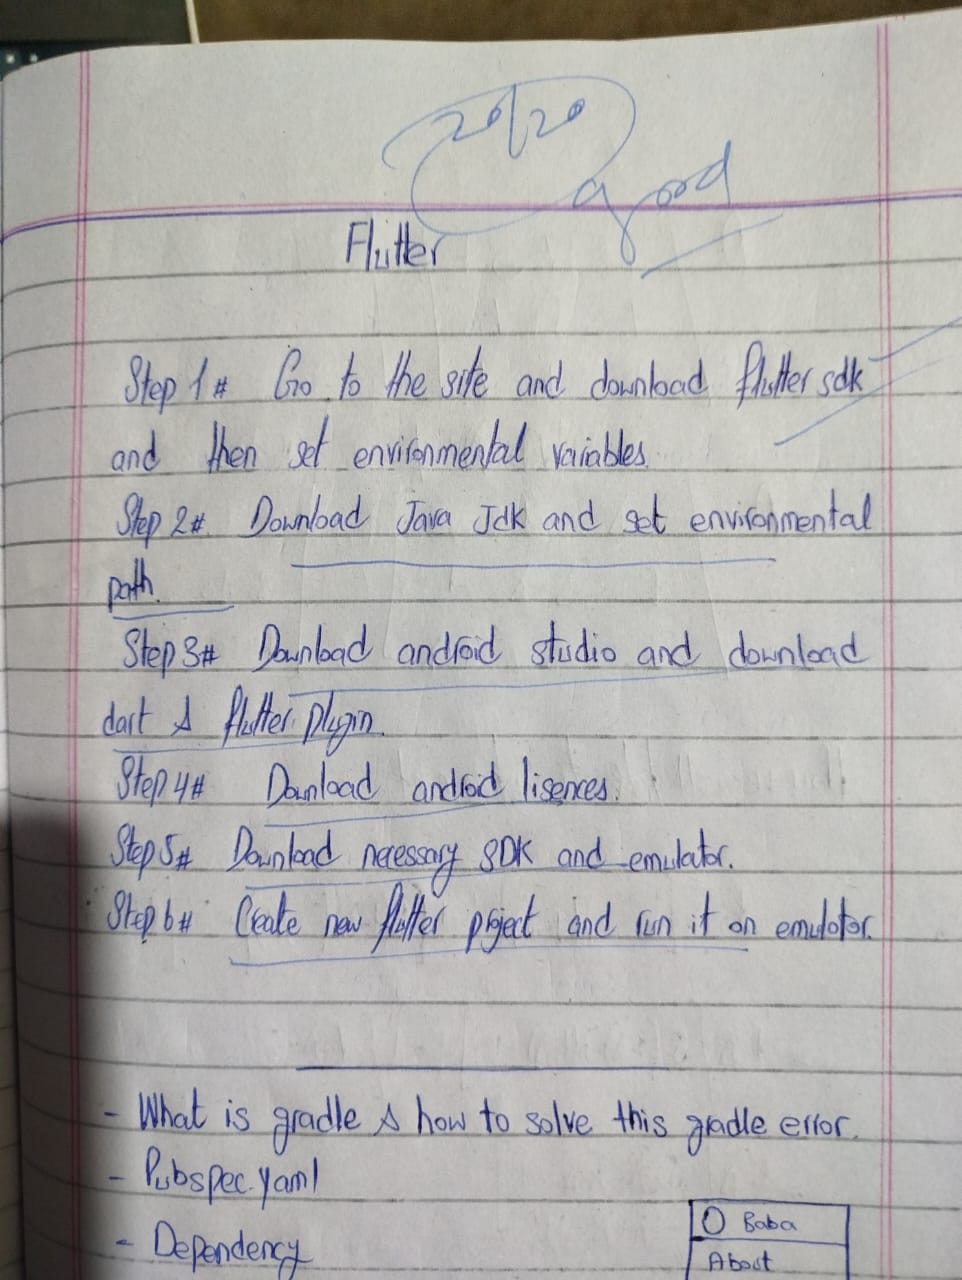 20/20
good
Flutter
Step 1# Go to the site and download flutter sdk
and then set environmental variables.
Step 2# Download Java Jdk and set environmental
path.
Step 3# Download android studio and download
dart & flutter plugin.
Step 4# Download android lisences.
Step 5# Download necessary SDK and emulator.
Step 6# Create new flutter project and run it on emulator.
- What is gradle & how to solve this gradle error.
- Pubspec.yaml
- Dependency
Baba
About